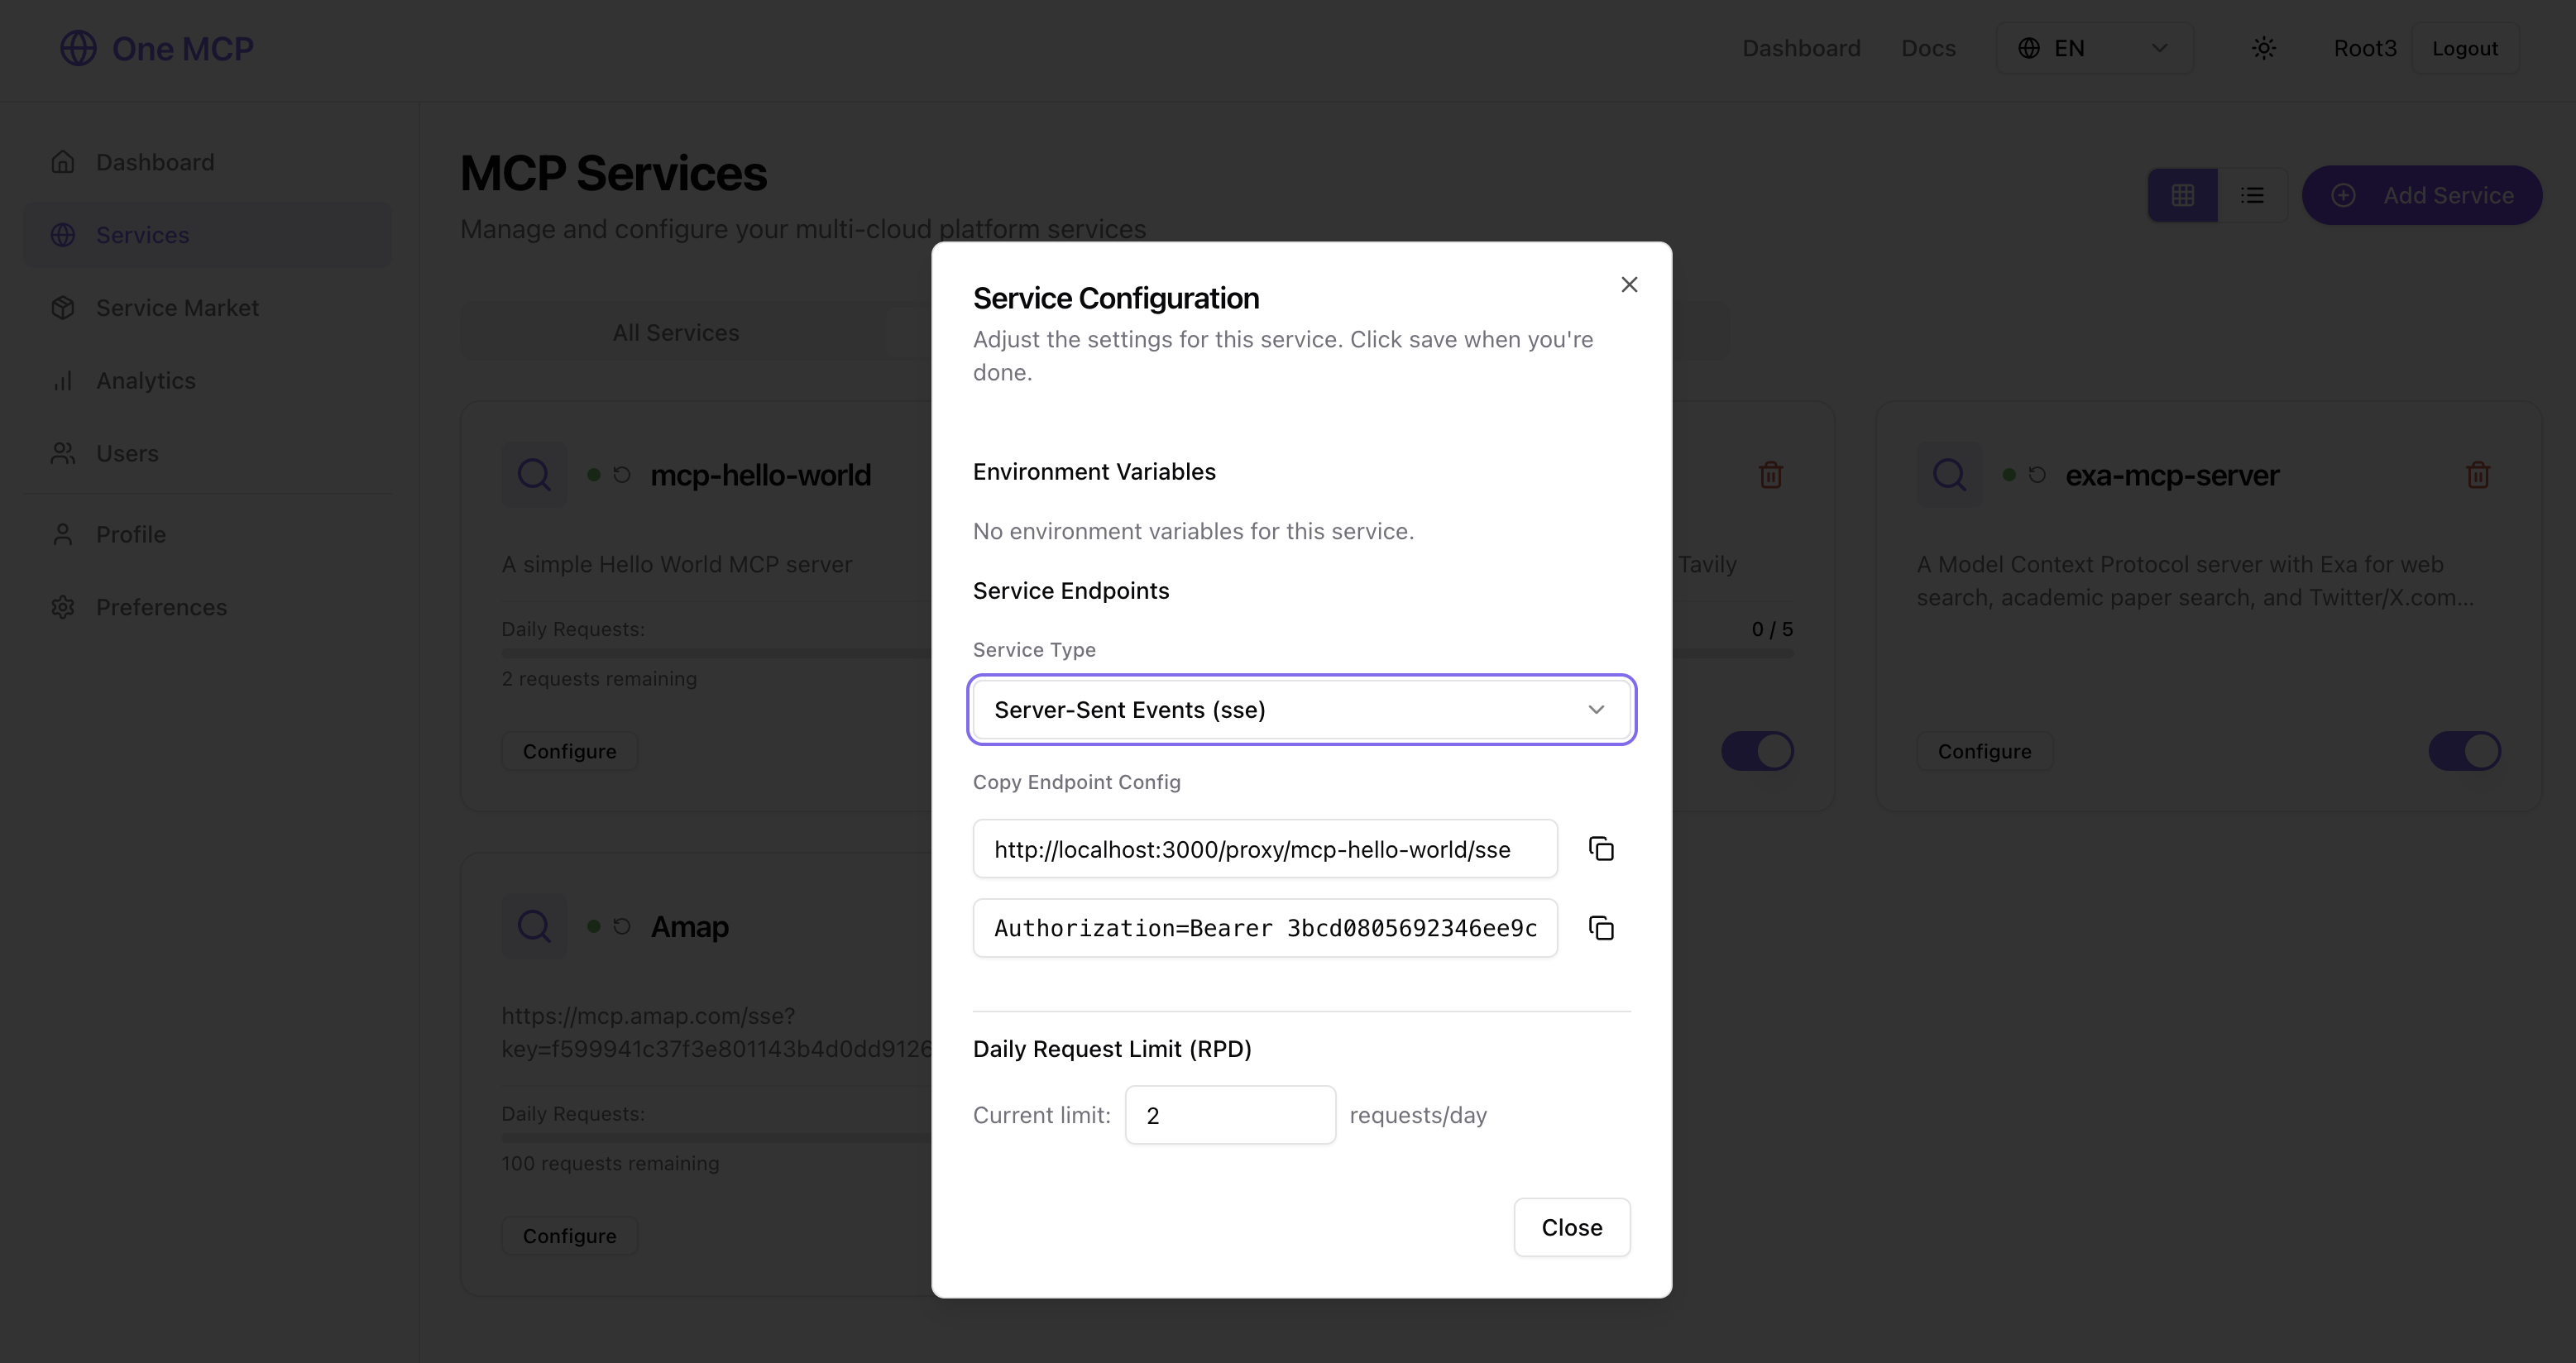 One MCP
Dashboard
Docs
EN
Root3
Logout
Dashboard
Services
Service Market
Analytics
Users
Profile
Preferences
MCP Services
Manage and configure your multi-cloud platform services
Add Service
All Services
mcp-hello-world
A simple Hello World MCP server
Daily Requests:
2 requests remaining
Configure
Tavily
0 / 5
exa-mcp-server
A Model Context Protocol server with Exa for web
search, academic paper search, and Twitter/X.com...
Configure
Amap
https://mcp.amap.com/sse?
key=f599941c37f3e801143b4d0dd9126
Daily Requests:
100 requests remaining
Configure
Service Configuration
Adjust the settings for this service. Click save when you're
done.
Environment Variables
No environment variables for this service.
Service Endpoints
Service Type
Server-Sent Events (sse)
Copy Endpoint Config
http://localhost:3000/proxy/mcp-hello-world/sse
Authorization=Bearer 3bcd0805692346ee9c
Daily Request Limit (RPD)
Current limit: 2 requests/day
Close